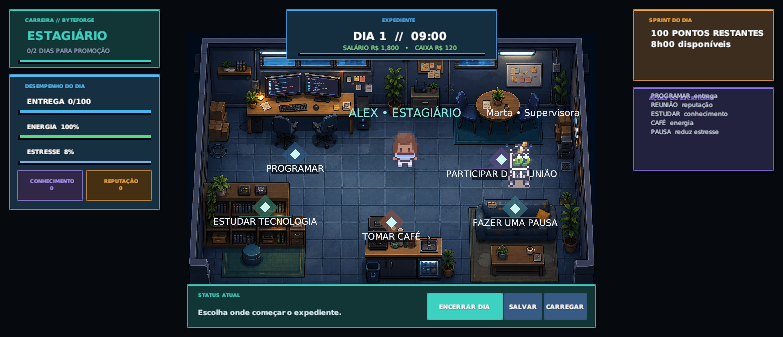 CARREIRA // BYTEFORGE
ESTAGIÁRIO
0/2 DIAS PARA PROMOÇÃO
DESEMPENHO DO DIA
ENTREGA 0/100
ENERGIA 100%
ESTRESSE 8%
CONHECIMENTO
0
REPUTAÇÃO
0
EXPEDIENTE
DIA 1 // 09:00
SALÁRIO R$ 1,800 • CAIXA R$ 120
ALEX • ESTAGIÁRIO
Marta • Supervisora
PROGRAMAR
PARTICIPAR D UNIÃO
ESTUDAR TECNOLOGIA
TOMAR CAFÉ
FAZER UMA PAUSA
STATUS ATUAL
Escolha onde começar o expediente.
ENCERRAR DIA
SALVAR
CARREGAR
SPRINT DO DIA
100 PONTOS RESTANTES
8h00 disponíveis
PROGRAMAR entrega
REUNIÃO reputação
ESTUDAR conhecimento
CAFÉ energia
PAUSA reduz estresse